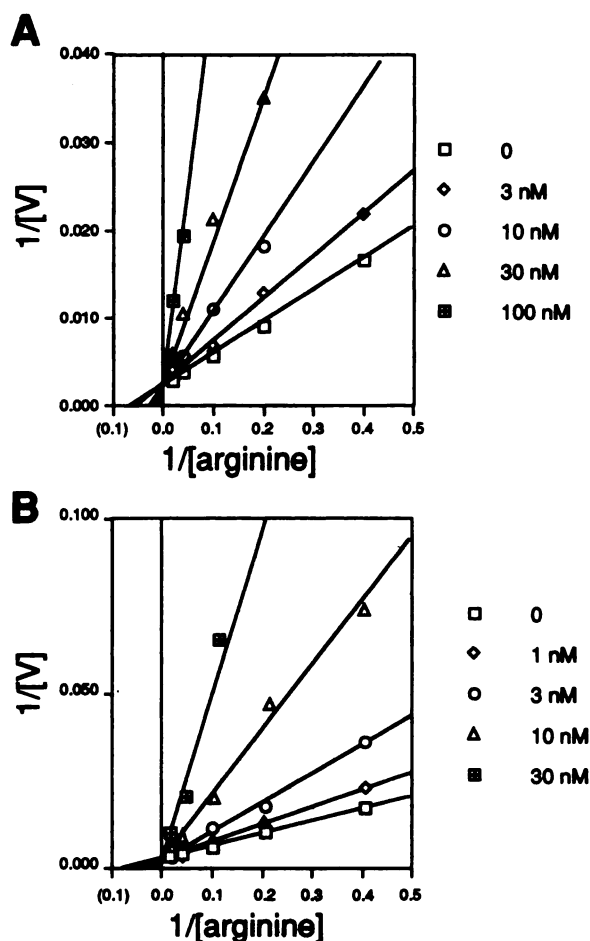 A
0.040
0.030
0.020
0.010
0.000
1/[V]
(0.1) 0.0 0.1 0.2 0.3 0.4 0.5
1/[arginine]
0
3 nM
10 nM
30 nM
100 nM
B
0.100
0.050
0.000
1/[V]
(0.1) 0.0 0.1 0.2 0.3 0.4 0.5
1/[arginine]
0
1 nM
3 nM
10 nM
30 nM